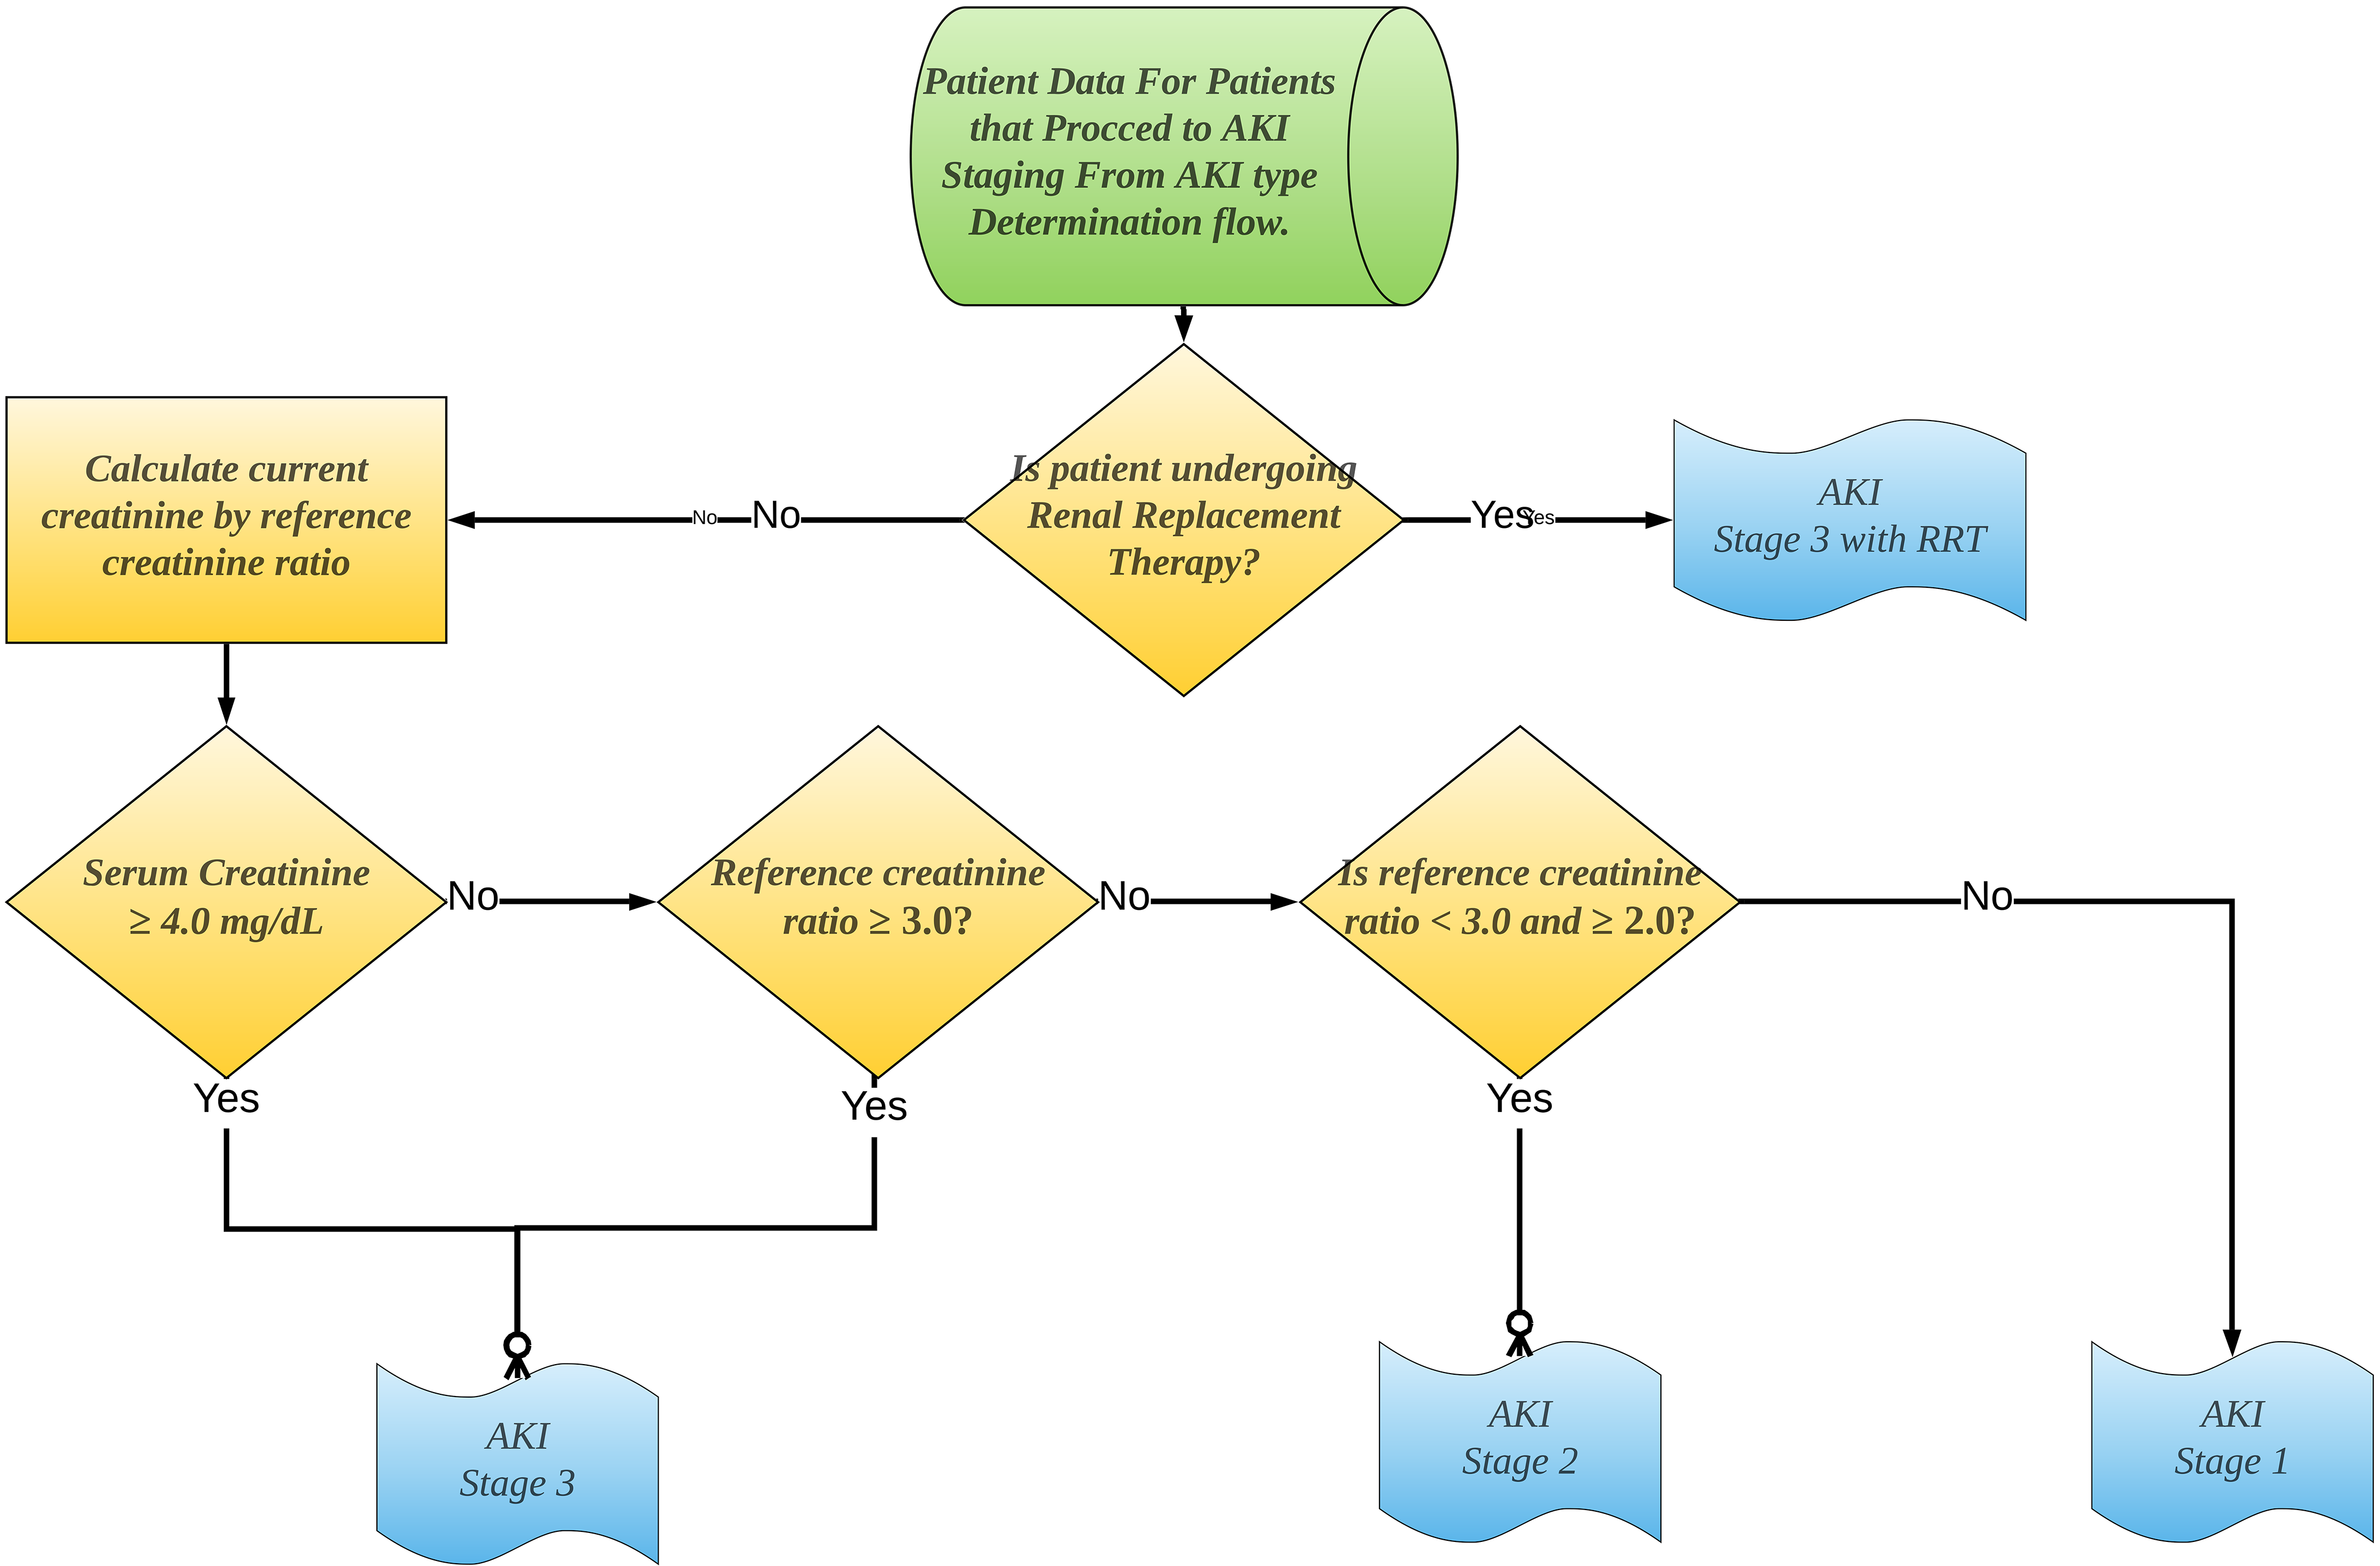 Patient Data For Patients
that Procced to AKI
Staging From AKI type
Determination flow.
Calculate current
creatinine by reference
creatinine ratio
No
No
Is patient undergoing
Renal Replacement
Therapy?
Yes
Yes
AKI
Stage 3 with RRT
Serum Creatinine
≥ 4.0 mg/dL
No
Reference creatinine
ratio ≥ 3.0?
No
Is reference creatinine
ratio < 3.0 and ≥ 2.0?
No
Yes
Yes
Yes
AKI
Stage 3
AKI
Stage 2
AKI
Stage 1